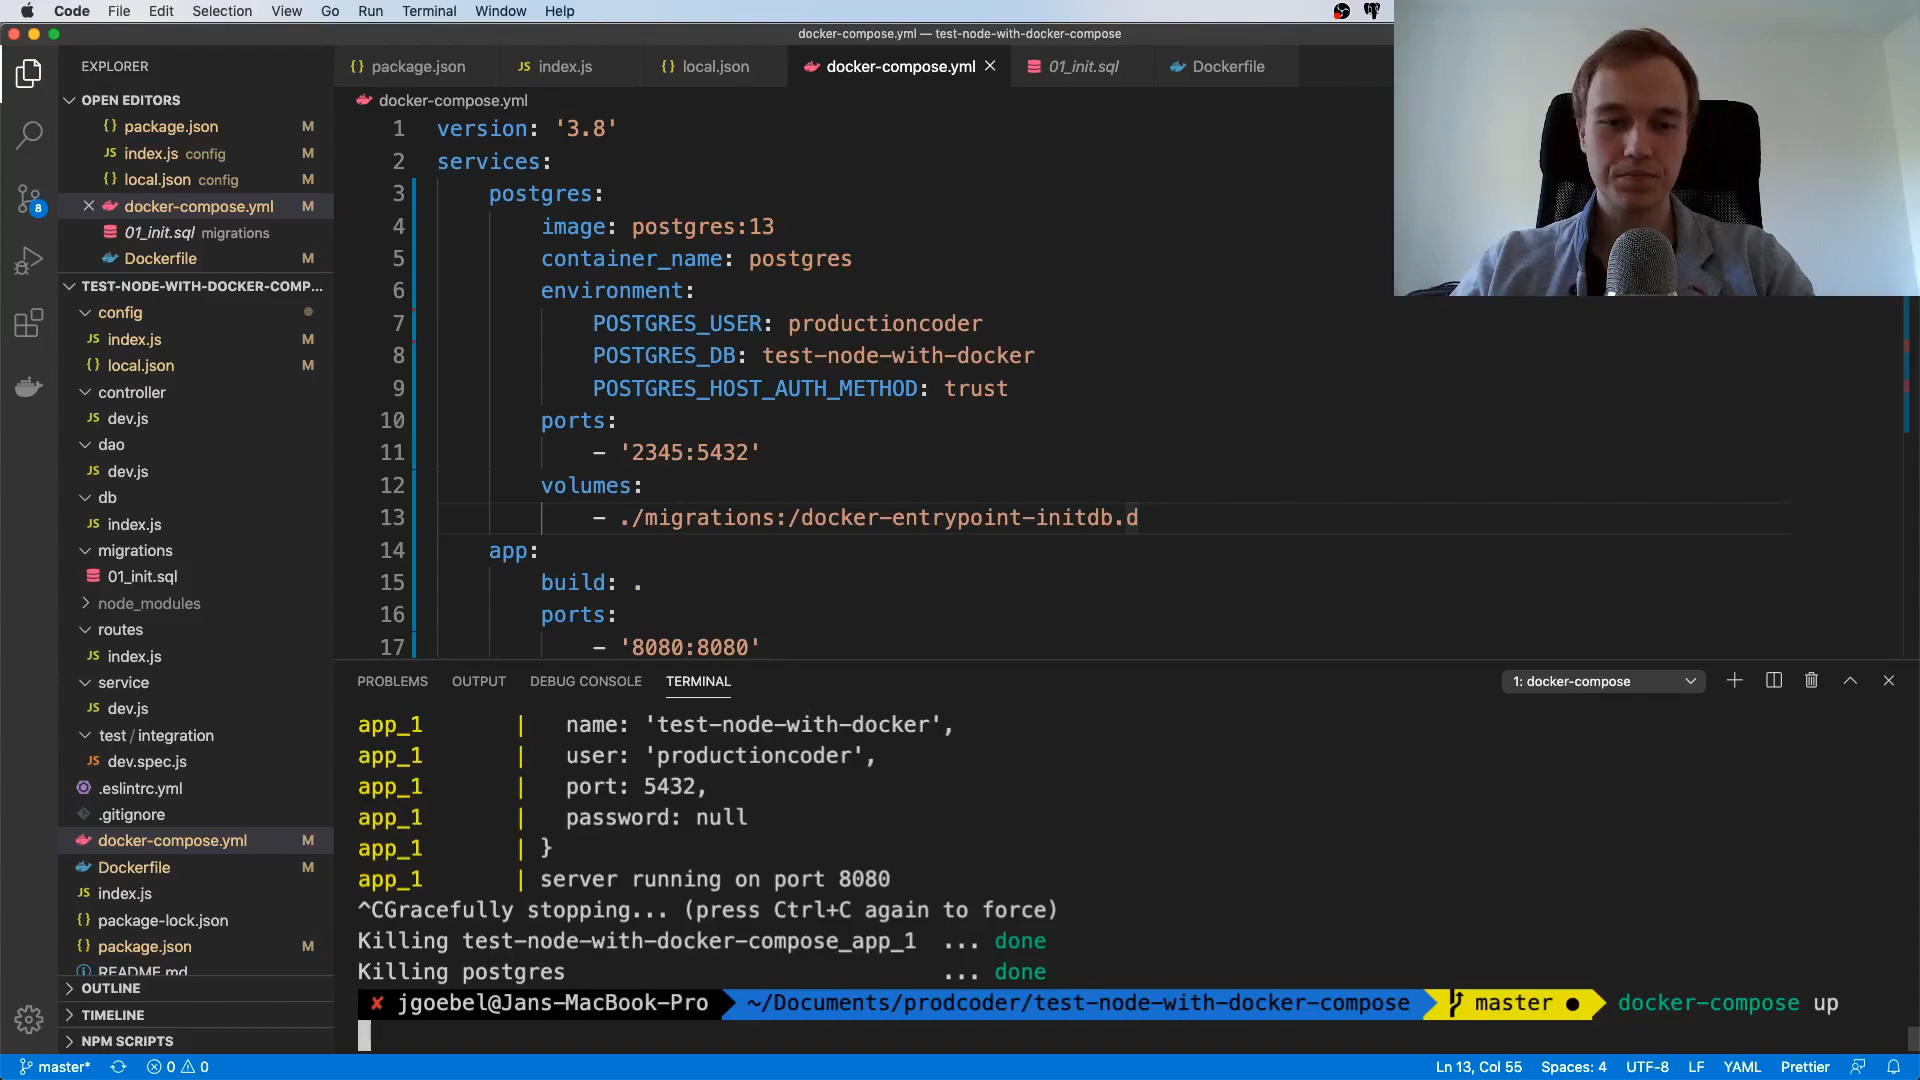 Code File Edit Selection View Go Run Terminal Window Help
docker-compose.yml — test-node-with-docker-compose
EXPLORER
OPEN EDITORS
{} package.json M
JS index.js config M
{} local.json config M
docker-compose.yml M
01_init.sql migrations
Dockerfile M
TEST-NODE-WITH-DOCKER-COMP...
config
JS index.js M
{} local.json M
controller
JS dev.js
dao
JS dev.js
db
JS index.js
migrations
01_init.sql
node_modules
routes
JS index.js
service
JS dev.js
test/integration
JS dev.spec.js
.eslintrc.yml
.gitignore
docker-compose.yml M
Dockerfile M
JS index.js
{} package-lock.json
{} package.json M
README.md
OUTLINE
TIMELINE
NPM SCRIPTS
8
{} package.json
JS index.js
{} local.json
docker-compose.yml
01_init.sql
Dockerfile
docker-compose.yml
1 version: '3.8'
2 services:
3 postgres:
4 image: postgres:13
5 container_name: postgres
6 environment:
7 POSTGRES_USER: productioncoder
8 POSTGRES_DB: test-node-with-docker
9 POSTGRES_HOST_AUTH_METHOD: trust
10 ports:
11 - '2345:5432'
12 volumes:
13 - ./migrations:/docker-entrypoint-initdb.d
14 app:
15 build: .
16 ports:
17 - '8080:8080'
PROBLEMS OUTPUT DEBUG CONSOLE TERMINAL
1: docker-compose
app_1 | name: 'test-node-with-docker',
app_1 | user: 'productioncoder',
app_1 | port: 5432,
app_1 | password: null
app_1 | }
app_1 | server running on port 8080
^CGracefully stopping... (press Ctrl+C again to force)
Killing test-node-with-docker-compose_app_1 ... done
Killing postgres ... done
✘ jgoebel@Jans-MacBook-Pro ~/Documents/prodcoder/test-node-with-docker-compose master ● docker-compose up
master* 0 0
Ln 13, Col 55 Spaces: 4 UTF-8 LF YAML Prettier